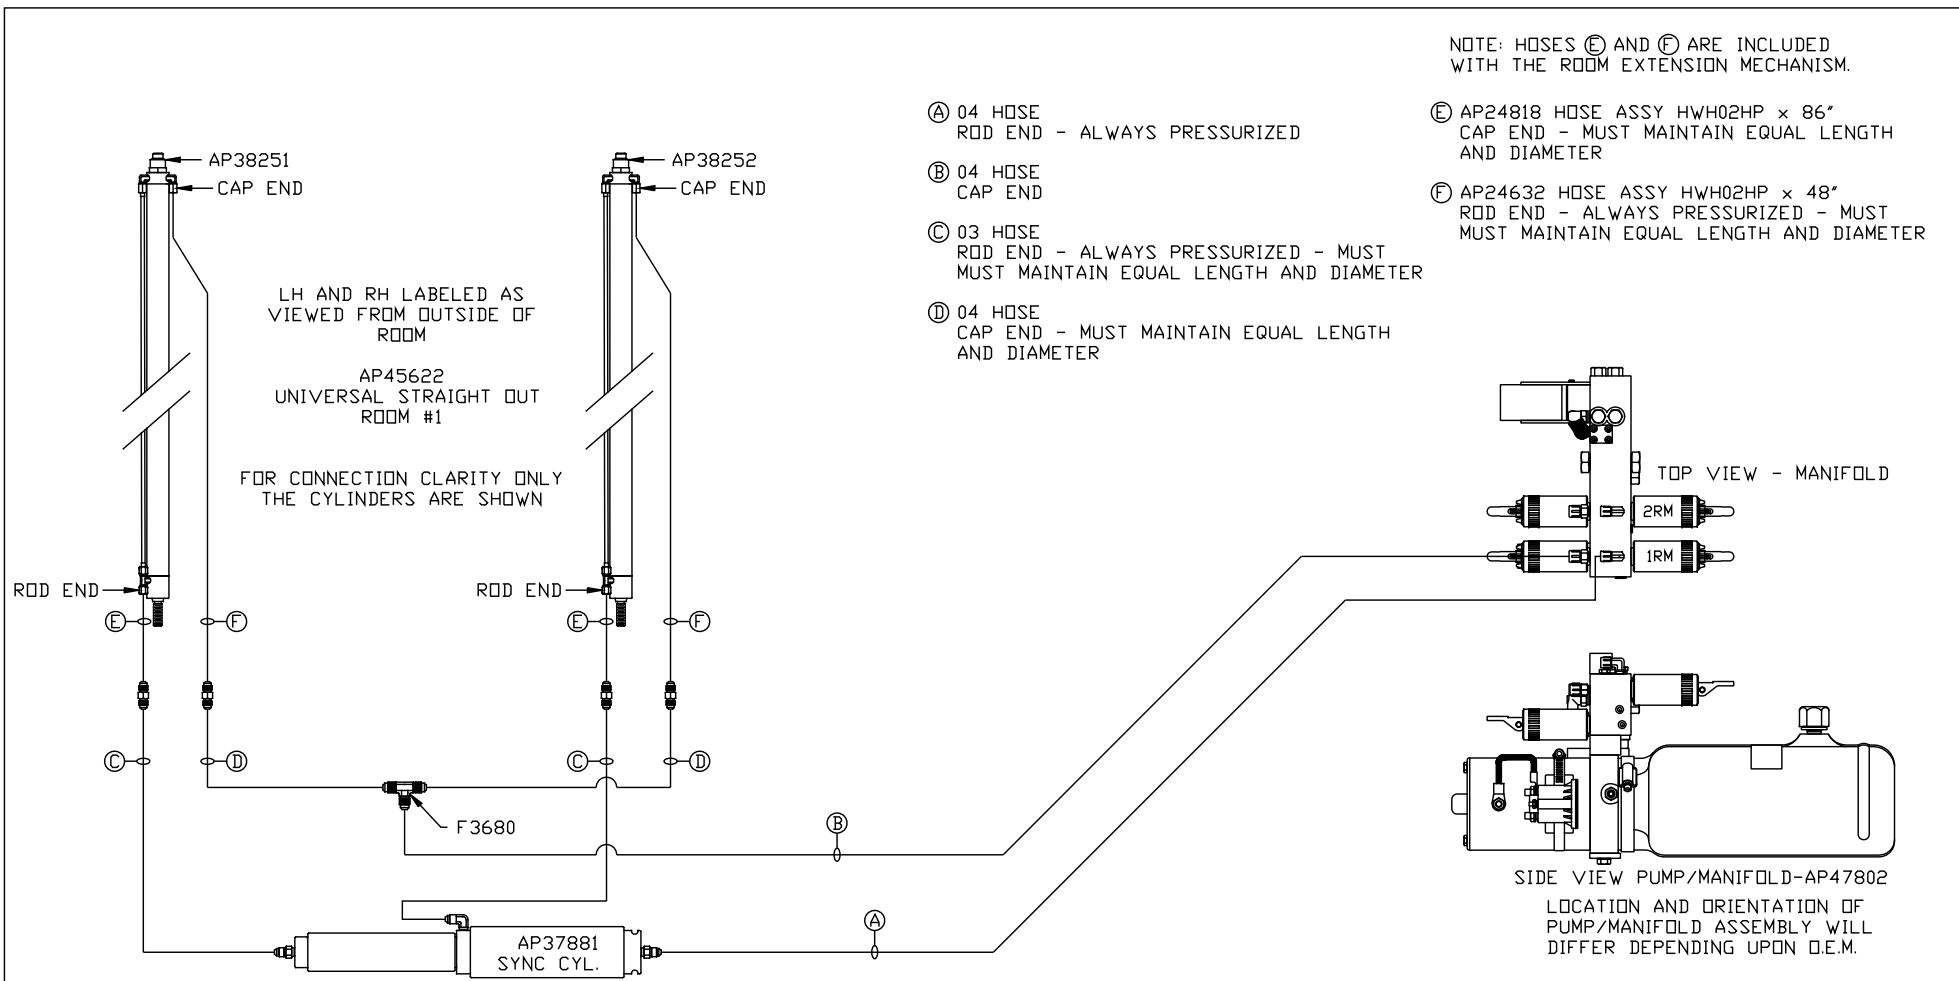 NOTE: HOSES Ⓔ AND Ⓕ ARE INCLUDED
WITH THE ROOM EXTENSION MECHANISM.
Ⓐ 04 HOSE
ROD END - ALWAYS PRESSURIZED
Ⓑ 04 HOSE
CAP END
Ⓒ 03 HOSE
ROD END - ALWAYS PRESSURIZED - MUST
MUST MAINTAIN EQUAL LENGTH AND DIAMETER
Ⓓ 04 HOSE
CAP END - MUST MAINTAIN EQUAL LENGTH
AND DIAMETER
Ⓔ AP24818 HOSE ASSY HWH02HP x 86"
CAP END - MUST MAINTAIN EQUAL LENGTH
AND DIAMETER
Ⓕ AP24632 HOSE ASSY HWH02HP x 48"
ROD END - ALWAYS PRESSURIZED - MUST
MUST MAINTAIN EQUAL LENGTH AND DIAMETER
AP38251
CAP END
AP38252
CAP END
LH AND RH LABELED AS
VIEWED FROM OUTSIDE OF
ROOM
AP45622
UNIVERSAL STRAIGHT OUT
ROOM #1
FOR CONNECTION CLARITY ONLY
THE CYLINDERS ARE SHOWN
TOP VIEW - MANIFOLD
2RM
1RM
ROD END
ROD END
Ⓔ
Ⓕ
Ⓔ
Ⓕ
Ⓒ
Ⓓ
Ⓒ
Ⓓ
F3680
Ⓑ
Ⓐ
AP37881
SYNC CYL.
SIDE VIEW PUMP/MANIFOLD-AP47802
LOCATION AND ORIENTATION OF
PUMP/MANIFOLD ASSEMBLY WILL
DIFFER DEPENDING UPON O.E.M.